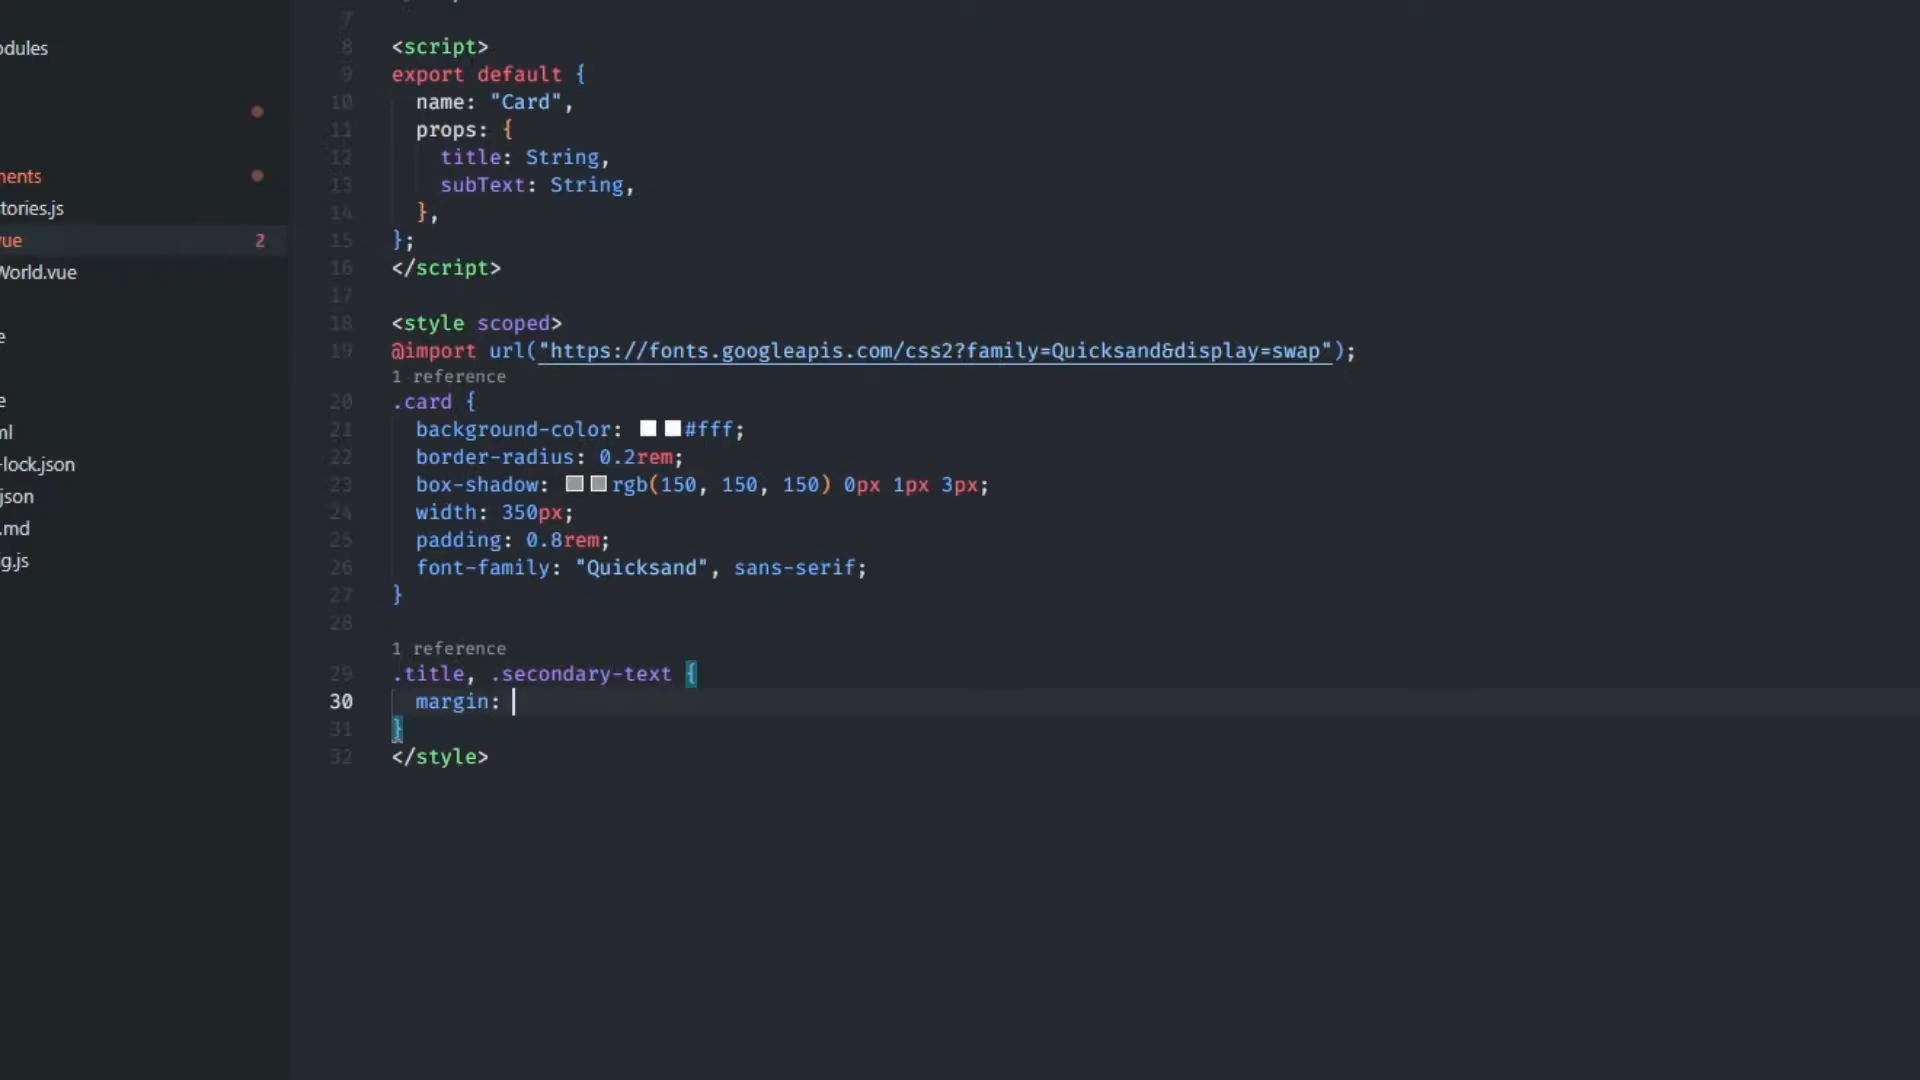 odules
nents
tories.js
vue 2
World.vue
e
e
ml
-lock.json
json
.md
g.js
7
8 <script>
9 export default {
10 name: "Card",
11 props: {
12 title: String,
13 subText: String,
14 },
15 };
16 </script>
17
18 <style scoped>
19 @import url("https://fonts.googleapis.com/css2?family=Quicksand&display=swap");
1 reference
20 .card {
21 background-color: #fff;
22 border-radius: 0.2rem;
23 box-shadow: rgb(150, 150, 150) 0px 1px 3px;
24 width: 350px;
25 padding: 0.8rem;
26 font-family: "Quicksand", sans-serif;
27 }
28
1 reference
29 .title, .secondary-text {
30 margin:
31 }
32 </style>